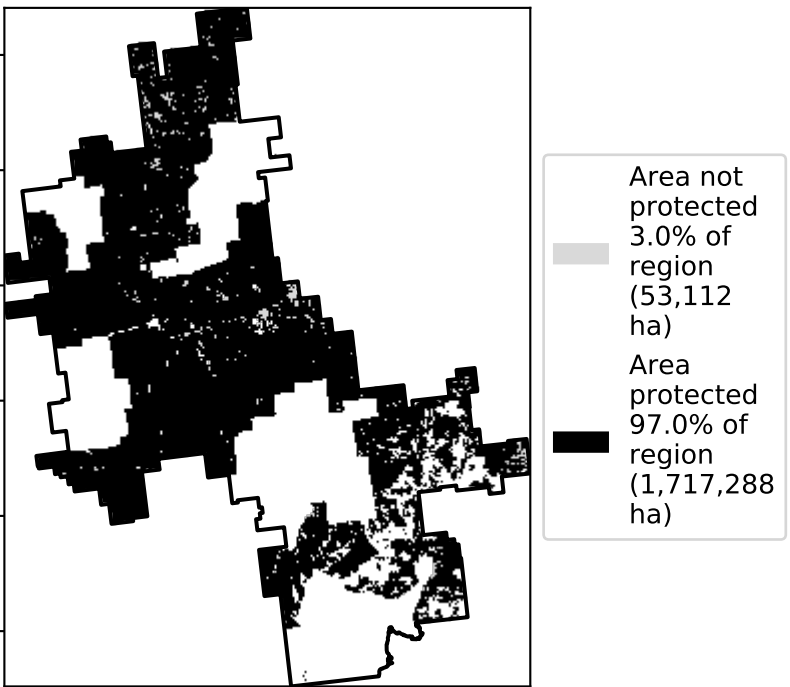 Area not
protected
3.0% of
region
(53,112
ha)
Area
protected
97.0% of
region
(1,717,288
ha)